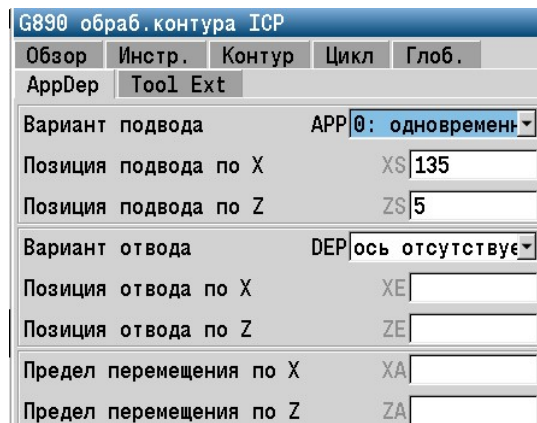 G890 обраб.контура ICP
Обзор Инстр. Контур Цикл Глоб.
AppDep Tool Ext
Вариант подвода APP 0: одновременн
Позиция подвода по X XS 135
Позиция подвода по Z ZS 5
Вариант отвода DEP ось отсутствуе
Позиция отвода по X XE
Позиция отвода по Z ZE
Предел перемещения по X XA
Предел перемещения по Z ZA